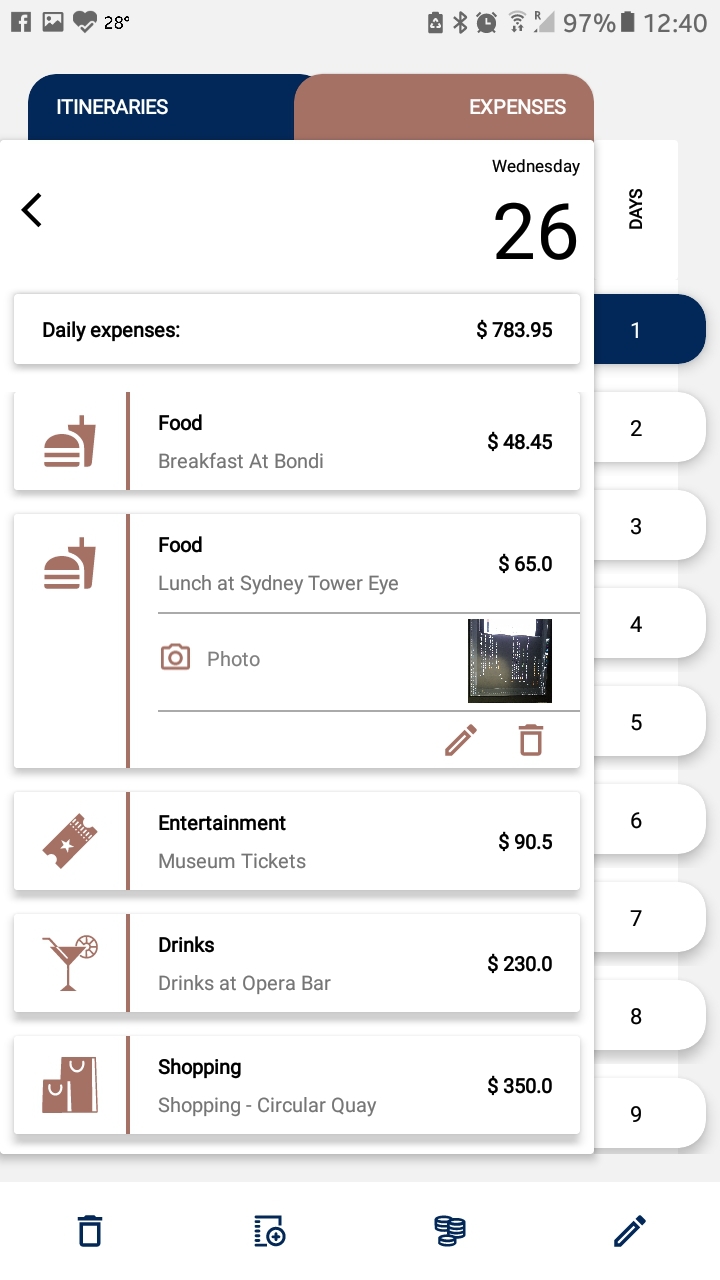 28°
R
97%
12:40
ITINERARIES
EXPENSES
Wednesday
26
DAYS
Daily expenses:
$ 783.95
1
Food
$ 48.45
Breakfast At Bondi
2
3
Food
$ 65.0
Lunch at Sydney Tower Eye
4
Photo
5
6
Entertainment
$ 90.5
Museum Tickets
7
Drinks
$ 230.0
Drinks at Opera Bar
8
Shopping
$ 350.0
Shopping - Circular Quay
9